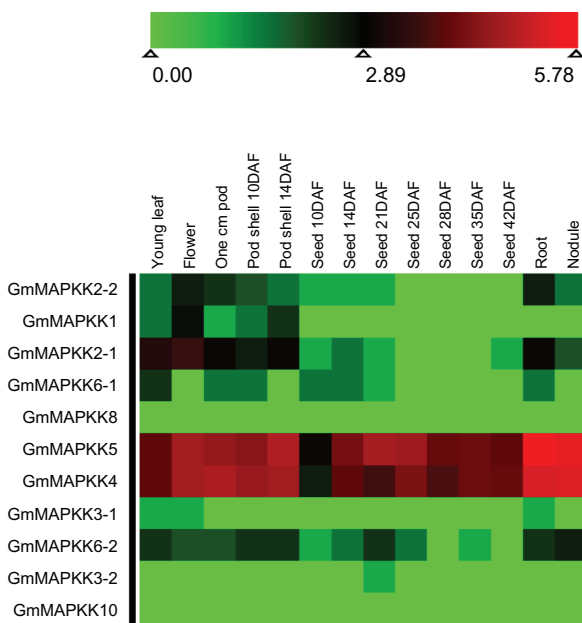 0.00 2.89 5.78
Young leaf
Flower
One cm pod
Pod shell 10DAF
Pod shell 14DAF
Seed 10DAF
Seed 14DAF
Seed 21DAF
Seed 25DAF
Seed 28DAF
Seed 35DAF
Seed 42DAF
Root
Nodule
GmMAPKK2-2
GmMAPKK1
GmMAPKK2-1
GmMAPKK6-1
GmMAPKK8
GmMAPKK5
GmMAPKK4
GmMAPKK3-1
GmMAPKK6-2
GmMAPKK3-2
GmMAPKK10